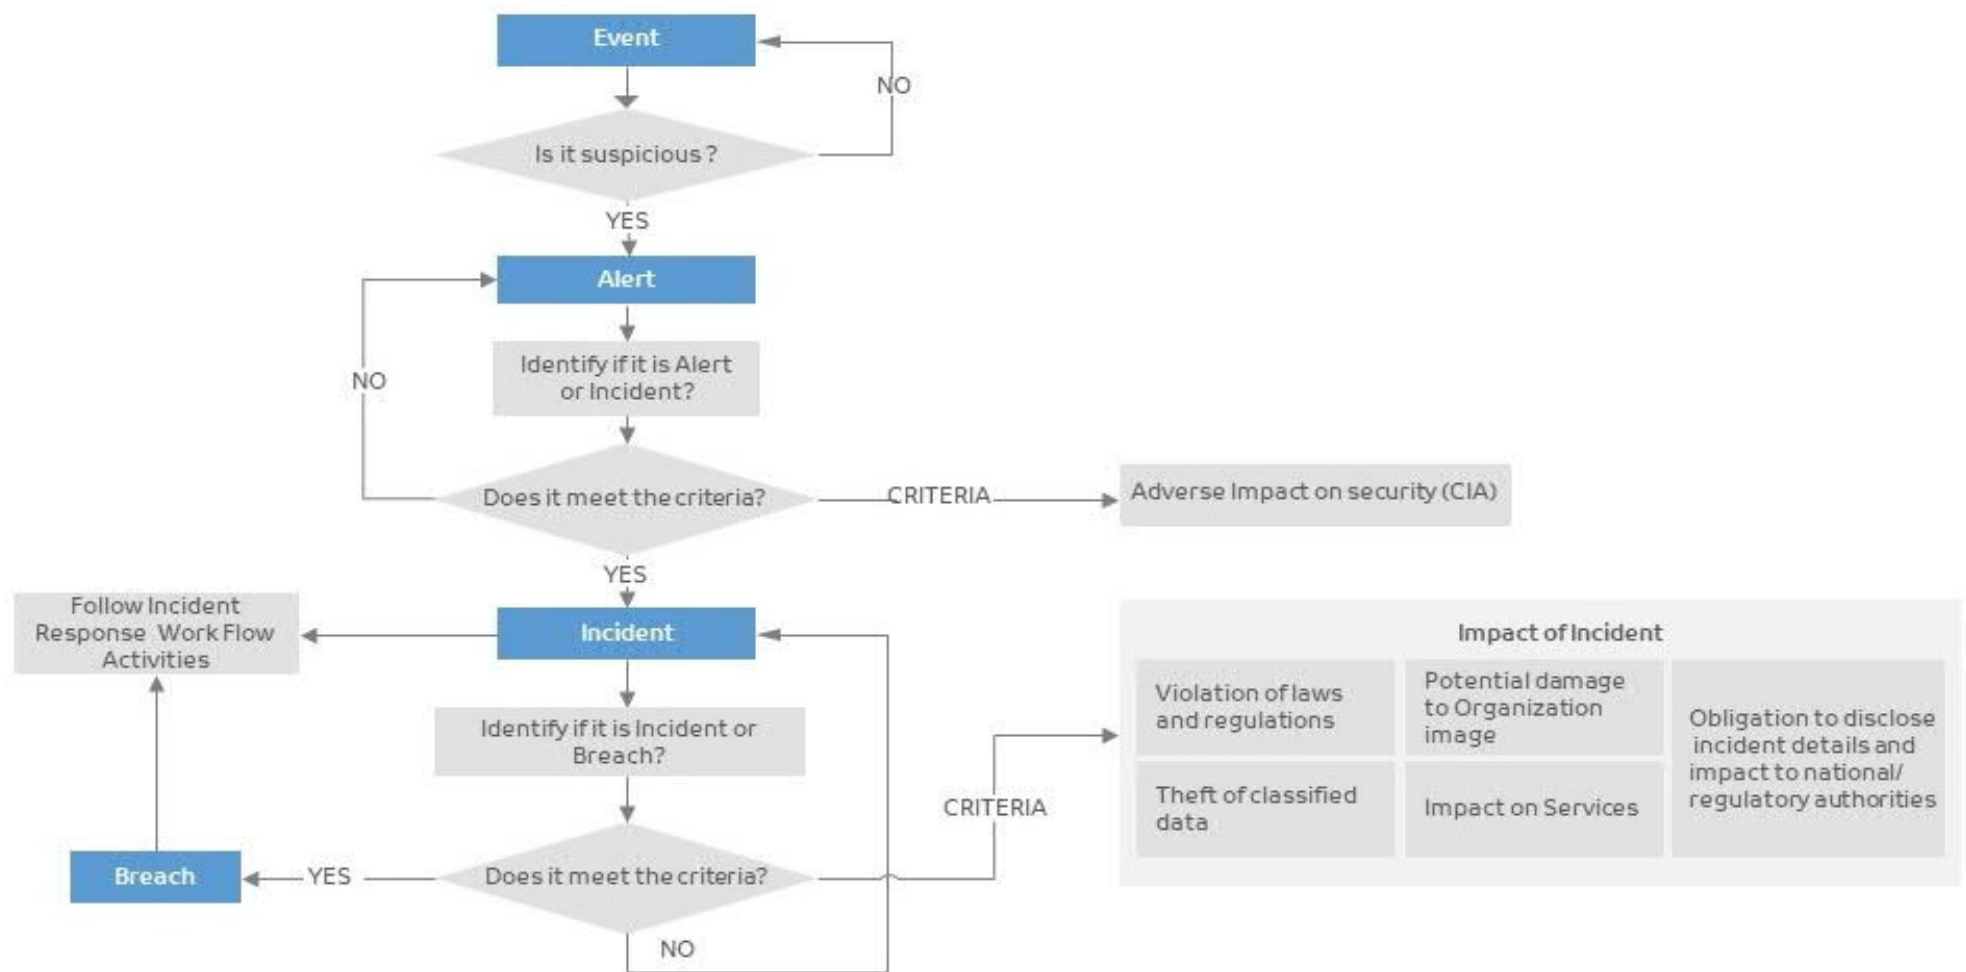 Event
NO
Is it suspicious ?
YES
Alert
Identify if it is Alert
or Incident?
NO
Does it meet the criteria?
CRITERIA
Adverse Impact on security (CIA)
YES
Follow Incident
Response Work Flow
Activities
Incident
Impact of Incident
Violation of laws
and regulations
Potential damage
to Organization
image
Obligation to disclose
incident details and
impact to national/
regulatory authorities
Theft of classified
data
Impact on Services
Identify if it is Incident or
Breach?
CRITERIA
Breach
YES
Does it meet the criteria?
NO